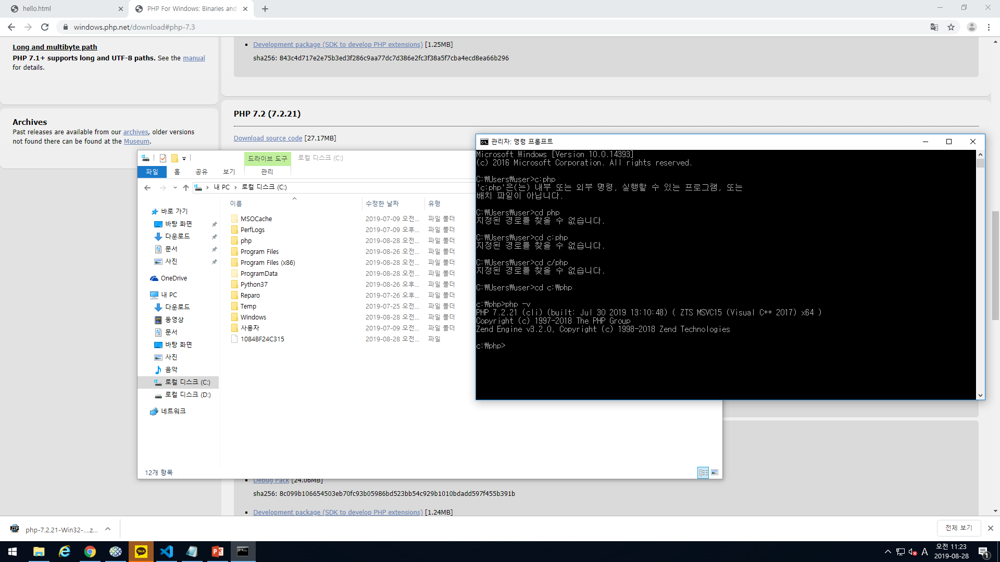 hello.html
PHP For Windows: Binaries and
windows.php.net/download#php-7.3
Long and multibyte path
PHP 7.1+ supports long and UTF-8 paths. See the manual
for details.
Archives
Past releases are available from our archives, older versions
not found there can be found at the Museum.
Development package (SDK to develop PHP extensions) [1.25MB]
sha256: 843c4d717e2e75b3ed3f286c9aa77dc7d386e2fc3f38a5f7cba4ecd8ea66b296
PHP 7.2 (7.2.21)
Download source code [27.17MB]
드라이브 도구
로컬 디스크 (C:)
파일
홈
공유
보기
관리
내 PC
로컬 디스크 (C:)
바로 가기
바탕 화면
다운로드
문서
사진
OneDrive
내 PC
다운로드
동영상
문서
바탕 화면
사진
음악
로컬 디스크 (C:)
로컬 디스크 (D:)
네트워크
이름 수정한 날짜 유형
MSOCache 2019-07-09 오전... 파일 폴더
PerfLogs 2019-07-09 오후... 파일 폴더
php 2019-08-28 오전... 파일 폴더
Program Files 2019-08-26 오전... 파일 폴더
Program Files (x86) 2019-08-28 오전... 파일 폴더
ProgramData 2019-08-28 오전... 파일 폴더
Python37 2019-08-26 오후... 파일 폴더
Reparo 2019-07-26 오후... 파일 폴더
Temp 2019-07-25 오전... 파일 폴더
Windows 2019-08-28 오전... 파일 폴더
사용자 2019-07-09 오전... 파일 폴더
1084BF24C315 2019-08-28 오전... 파일
12개 항목
관리자: 명령 프롬프트
Microsoft Windows [Version 10.0.14393]
(c) 2016 Microsoft Corporation. All rights reserved.
C:₩Users₩user>c:php
'c:php'은(는) 내부 또는 외부 명령, 실행할 수 있는 프로그램, 또는
배치 파일이 아닙니다.
C:₩Users₩user>cd php
지정된 경로를 찾을 수 없습니다.
C:₩Users₩user>cd c:php
지정된 경로를 찾을 수 없습니다.
C:₩Users₩user>cd c/php
지정된 경로를 찾을 수 없습니다.
C:₩Users₩user>cd c:₩php
c:₩php>php -v
PHP 7.2.21 (cli) (built: Jul 30 2019 13:10:48) ( ZTS MSVC15 (Visual C++ 2017) x64 )
Copyright (c) 1997-2018 The PHP Group
Zend Engine v3.2.0, Copyright (c) 1998-2018 Zend Technologies
c:₩php>
Debug Pack [24.06MB]
sha256: 8c099b106654503eb70fc93b05986bd523bb54c929b1010bdadd597f455b391b
Development package (SDK to develop PHP extensions) [1.24MB]
ZIP
php-7.2.21-Win32-....z...
전체 보기
TALK
A
오전 11:23
2019-08-28
1